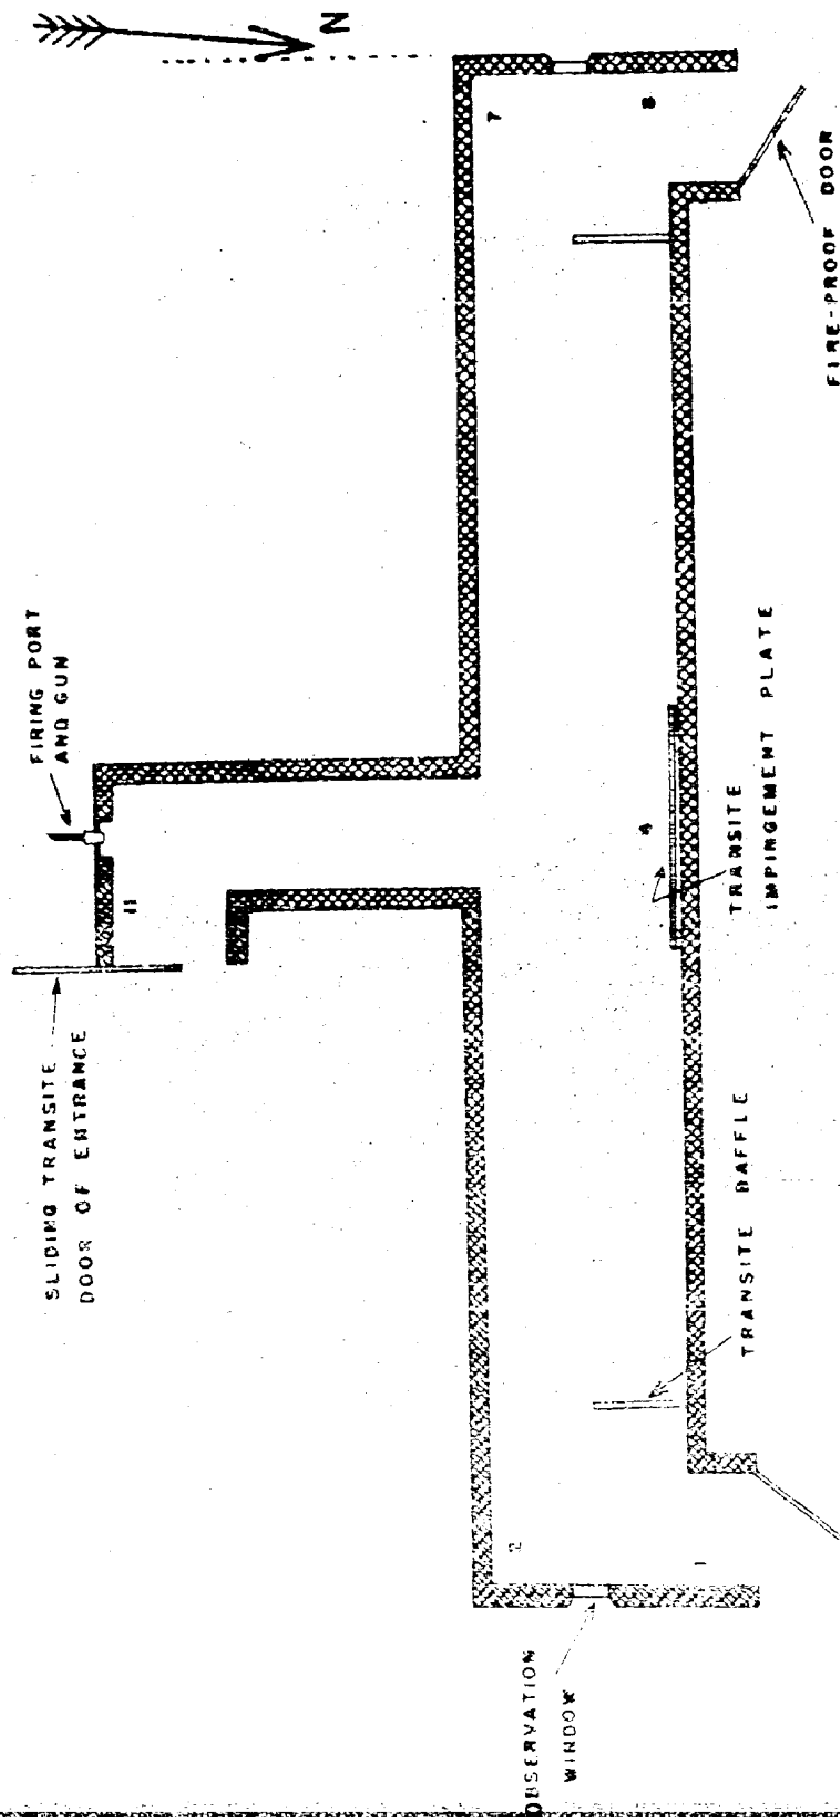 N
7
8
FIRE-PROOF DOOR
FIRING PORT
AND GUN
11
4
TRANSITE
IMPINGEMENT PLATE
SLIDING TRANSITE
DOOR OF ENTRANCE
TRANSITE BAFFLE
2
1
OBSERVATION
WINDOW